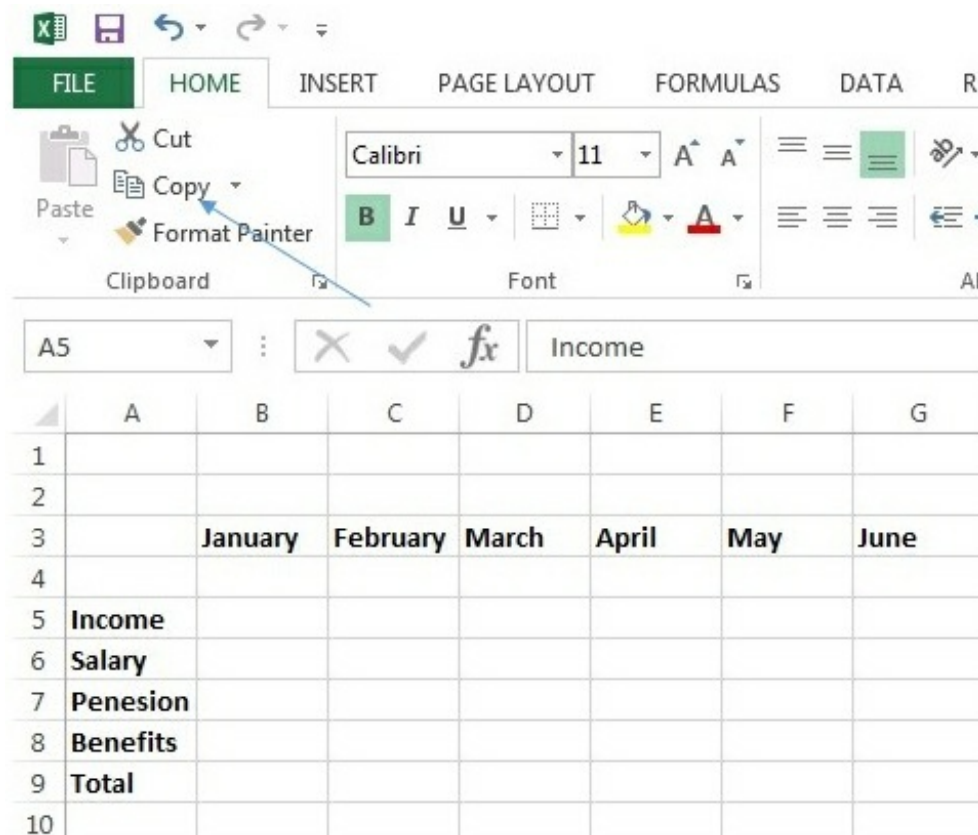 FILE HOME INSERT PAGE LAYOUT FORMULAS DATA R
Cut
Copy
Paste
Format Painter
Calibri 11 A A
B I U A
Clipboard Font Al
A5 fx Income
A B C D E F G
1
2
3 January February March April May June
4
5 Income
6 Salary
7 Penesion
8 Benefits
9 Total
10